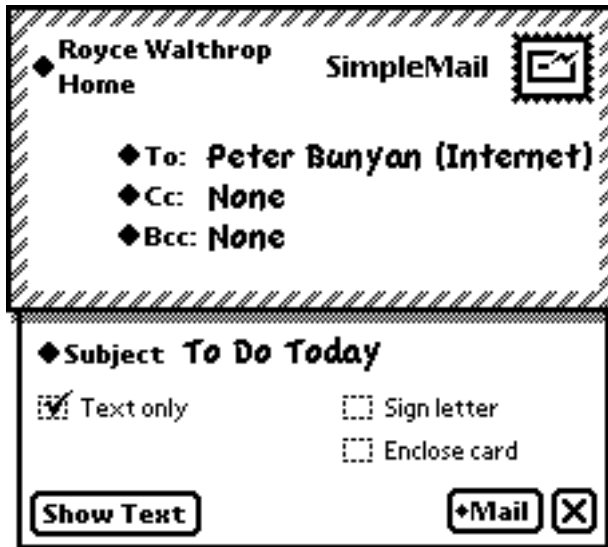 Royce Walthrop
Home
SimpleMail
To: Peter Bunyan (Internet)
Cc: None
Bcc: None
Subject To Do Today
Text only
Sign letter
Enclose card
Show Text
Mail